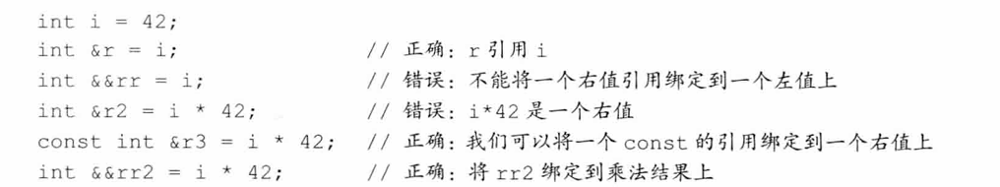 int i = 42;
int &r = i; // 正确：r 引用 i
int &&rr = i; // 错误：不能将一个右值引用绑定到一个左值上
int &r2 = i * 42; // 错误：i*42 是一个右值
const int &r3 = i * 42; // 正确：我们可以将一个 const 的引用绑定到一个右值上
int &&rr2 = i * 42; // 正确：将 rr2 绑定到乘法结果上